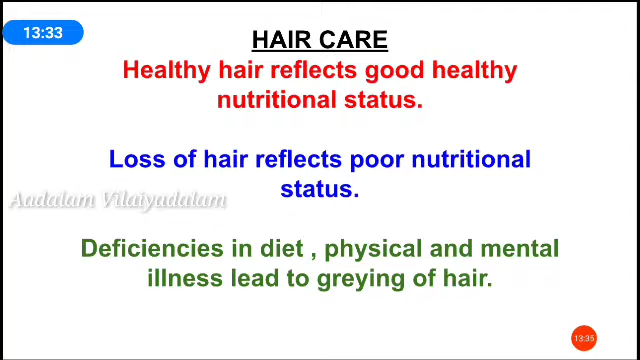 13:33
HAIR CARE
Healthy hair reflects good healthy
nutritional status.
Loss of hair reflects poor nutritional
status.
Aadalam Vilaiyadalam
Deficiencies in diet , physical and mental
illness lead to greying of hair.
13:35